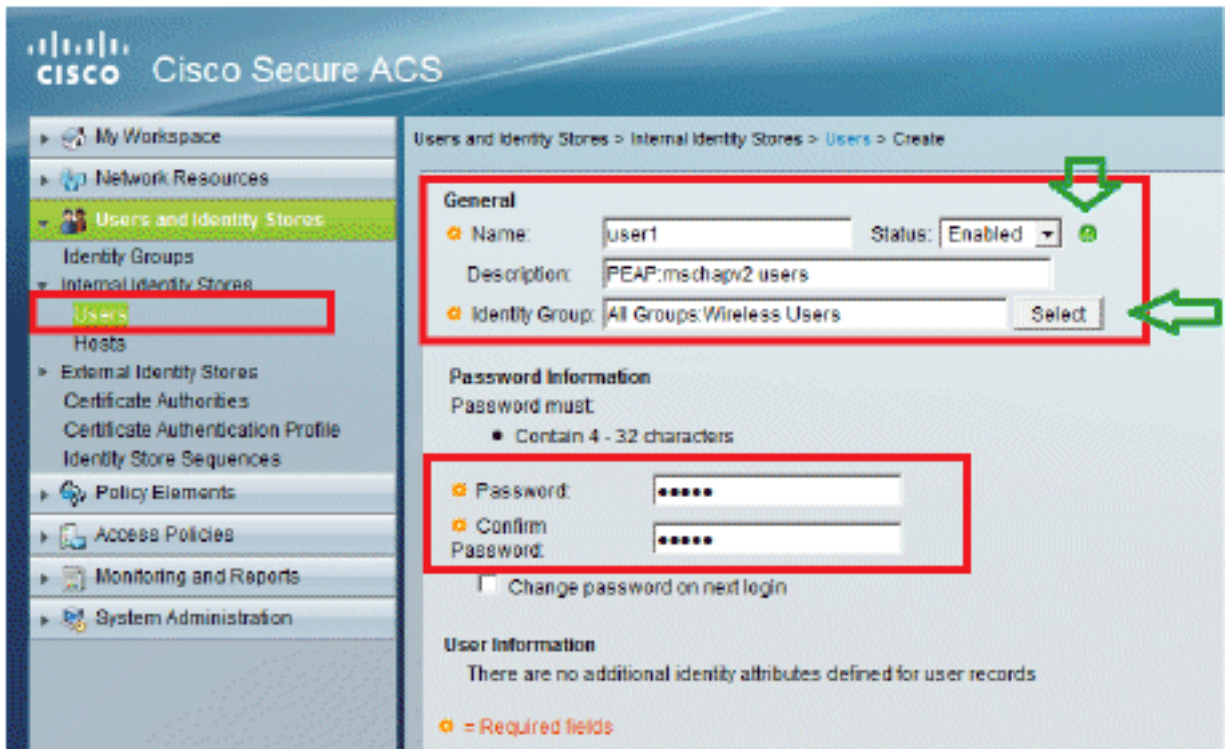 CISCO Cisco Secure ACS
My Workspace
Network Resources
Users and Identity Stores
Identity Groups
Internal Identity Stores
Users
Hosts
External Identity Stores
Certificate Authorities
Certificate Authentication Profile
Identity Store Sequences
Policy Elements
Access Policies
Monitoring and Reports
System Administration
Users and Identity Stores > Internal Identity Stores > Users > Create
General
Name: user1 Status: Enabled
Description: PEAP:mschapv2 users
Identity Group: All Groups:Wireless Users Select
Password Information
Password must:
• Contain 4 - 32 characters
Password: •••••
Confirm
Password: •••••
Change password on next login
User Information
There are no additional identity attributes defined for user records
= Required fields